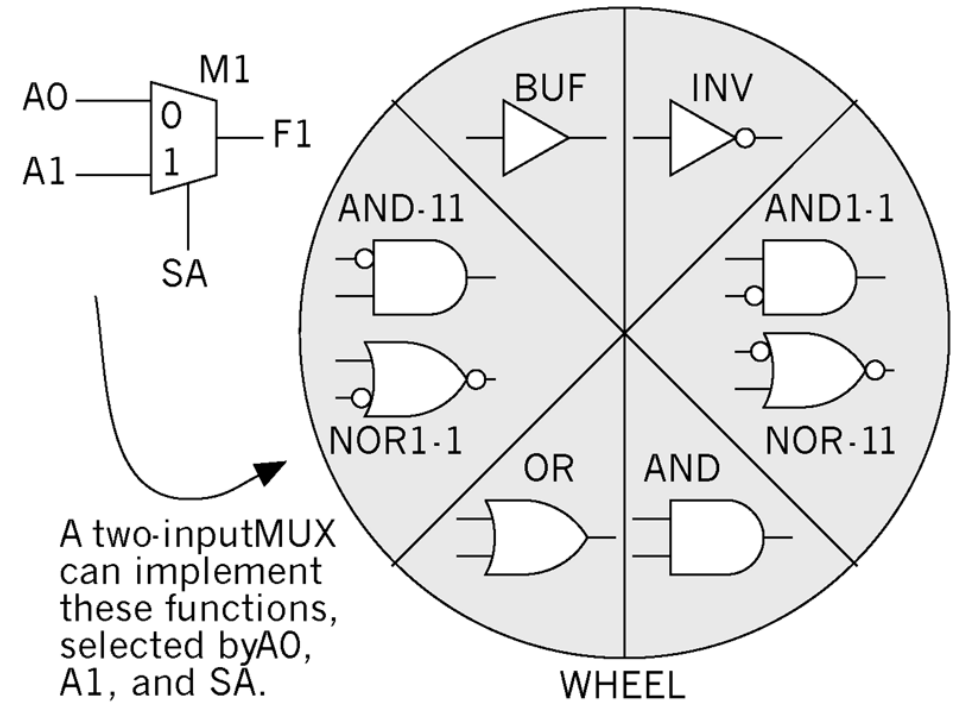 M1
A0
0
F1
A1
1
SA
BUF
INV
AND-11
AND1-1
NOR1-1
NOR-11
OR
AND
A two-inputMUX
can implement
these functions,
selected byA0,
A1, and SA.
WHEEL